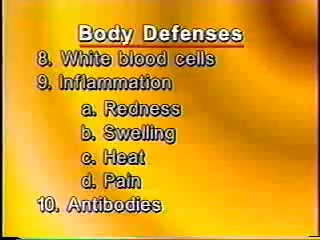 Body Defenses
8. White blood cells
9. Inflammation
a. Redness
b. Swelling
c. Heat
d. Pain
10. Antibodies